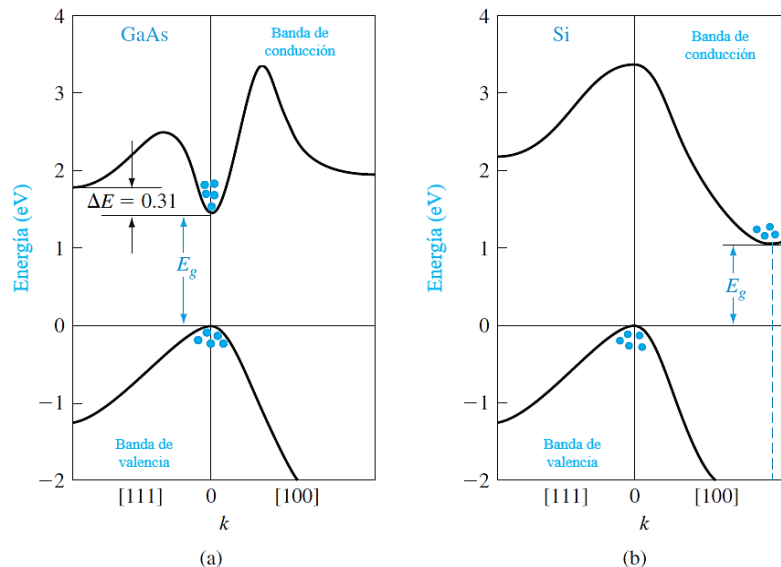 4
3
2
1
0
−1
−2
Energía (eV)
GaAs
Banda de
conducción
ΔE = 0.31
E_g
Banda de
valencia
[111] 0 [100]
k
(a)
4
3
2
1
0
−1
−2
Energía (eV)
Si
Banda de
conducción
E_g
Banda de
valencia
[111] 0 [100]
k
(b)